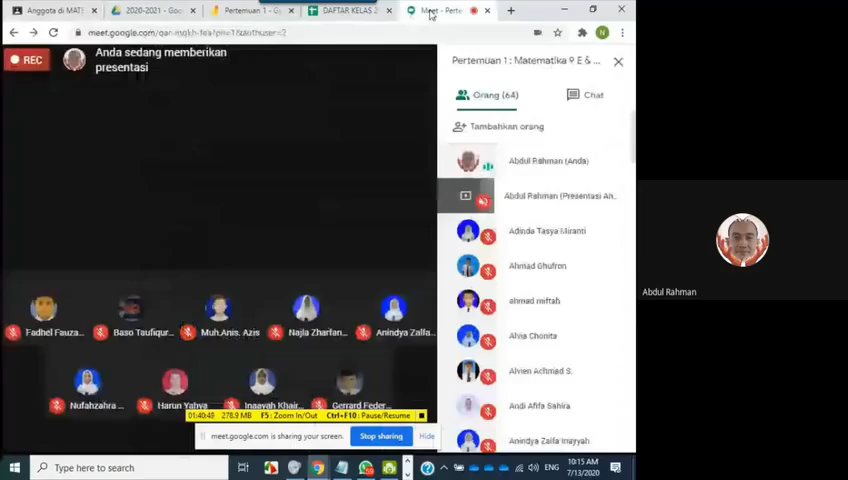 Anggota di MAT
2020-2021 - Goo
Pertemuan 1 - G
DAFTAR KELAS 2
Meet - Perte
REC
Anda sedang memberikan
presentasi
Pertemuan 1: Matematika 9 E & ...
Orang (64)
Chat
Tambahkan orang
Abdul Rahman (Anda)
Abdul Rahman (Presentasi An...
Adinda Tasya Miranti
Ahmad Ghufron
ahmad miftah
Alvia Chonita
Alvien Achmad S.
Andi Afifa Sahira
Anindya Zalfa Inayyah
Fadhel Fauza...
Baso Taufiqur...
Muh.Anis. Azis
Najla Zharfan...
Anindya Zalfa...
Nufahzahra ...
Harun Yahya
Inaayah Khair...
Gerrard Feder...
01:40:49 278.9 MB F5: Zoom In/Out Ctrl+F10: Pause/Resume
meet.google.com is sharing your screen.
Stop sharing
Hide
Abdul Rahman
Type here to search
ENG
10:15 AM
7/13/2020